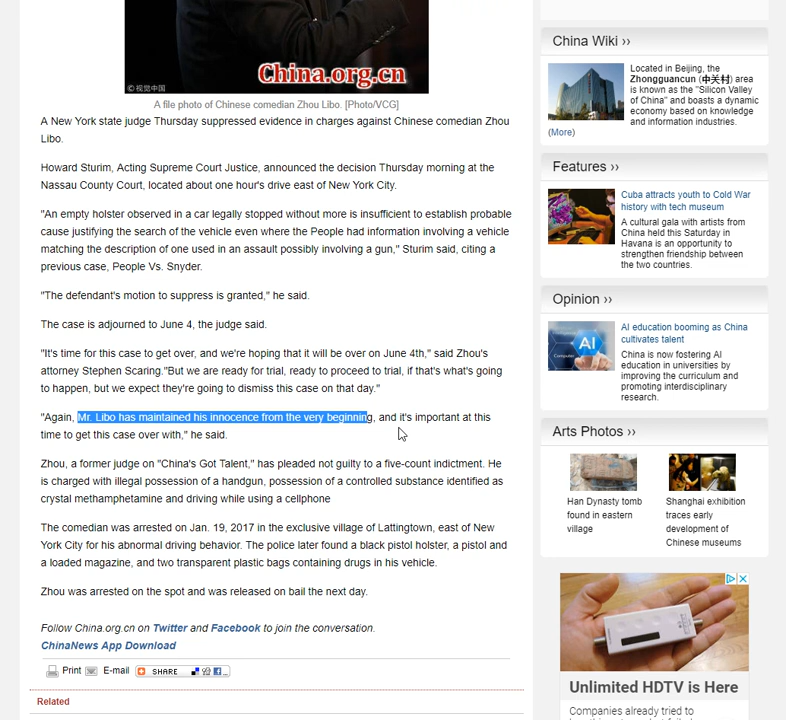 China.org.cn
©视觉中国
A file photo of Chinese comedian Zhou Libo. [Photo/VCG]
A New York state judge Thursday suppressed evidence in charges against Chinese comedian Zhou
Libo.
Howard Sturim, Acting Supreme Court Justice, announced the decision Thursday morning at the
Nassau County Court, located about one hour's drive east of New York City.
"An empty holster observed in a car legally stopped without more is insufficient to establish probable
cause justifying the search of the vehicle even where the People had information involving a vehicle
matching the description of one used in an assault possibly involving a gun," Sturim said, citing a
previous case, People Vs. Snyder.
"The defendant's motion to suppress is granted," he said.
The case is adjourned to June 4, the judge said.
"It's time for this case to get over, and we're hoping that it will be over on June 4th," said Zhou's
attorney Stephen Scaring."But we are ready for trial, ready to proceed to trial, if that's what's going
to happen, but we expect they're going to dismiss this case on that day."
"Again, Mr. Libo has maintained his innocence from the very beginning, and it's important at this
time to get this case over with," he said.
Zhou, a former judge on "China's Got Talent," has pleaded not guilty to a five-count indictment. He
is charged with illegal possession of a handgun, possession of a controlled substance identified as
crystal methamphetamine and driving while using a cellphone
The comedian was arrested on Jan. 19, 2017 in the exclusive village of Lattingtown, east of New
York City for his abnormal driving behavior. The police later found a black pistol holster, a pistol and
a loaded magazine, and two transparent plastic bags containing drugs in his vehicle.
Zhou was arrested on the spot and was released on bail the next day.
Follow China.org.cn on Twitter and Facebook to join the conversation.
ChinaNews App Download
Print E-mail SHARE
Related
China Wiki ››
Located in Beijing, the
Zhongguancun (中关村) area
is known as the "Silicon Valley
of China" and boasts a dynamic
economy based on knowledge
and information industries.
(More)
Features ››
Cuba attracts youth to Cold War
history with tech museum
A cultural gala with artists from
China held this Saturday in
Havana is an opportunity to
strengthen friendship between
the two countries.
Opinion ››
AI
Computer
AI education booming as China
cultivates talent
China is now fostering AI
education in universities by
improving the curriculum and
promoting interdisciplinary
research.
Arts Photos ››
Han Dynasty tomb
found in eastern
village
Shanghai exhibition
traces early
development of
Chinese museums
Unlimited HDTV is Here
Companies already tried to